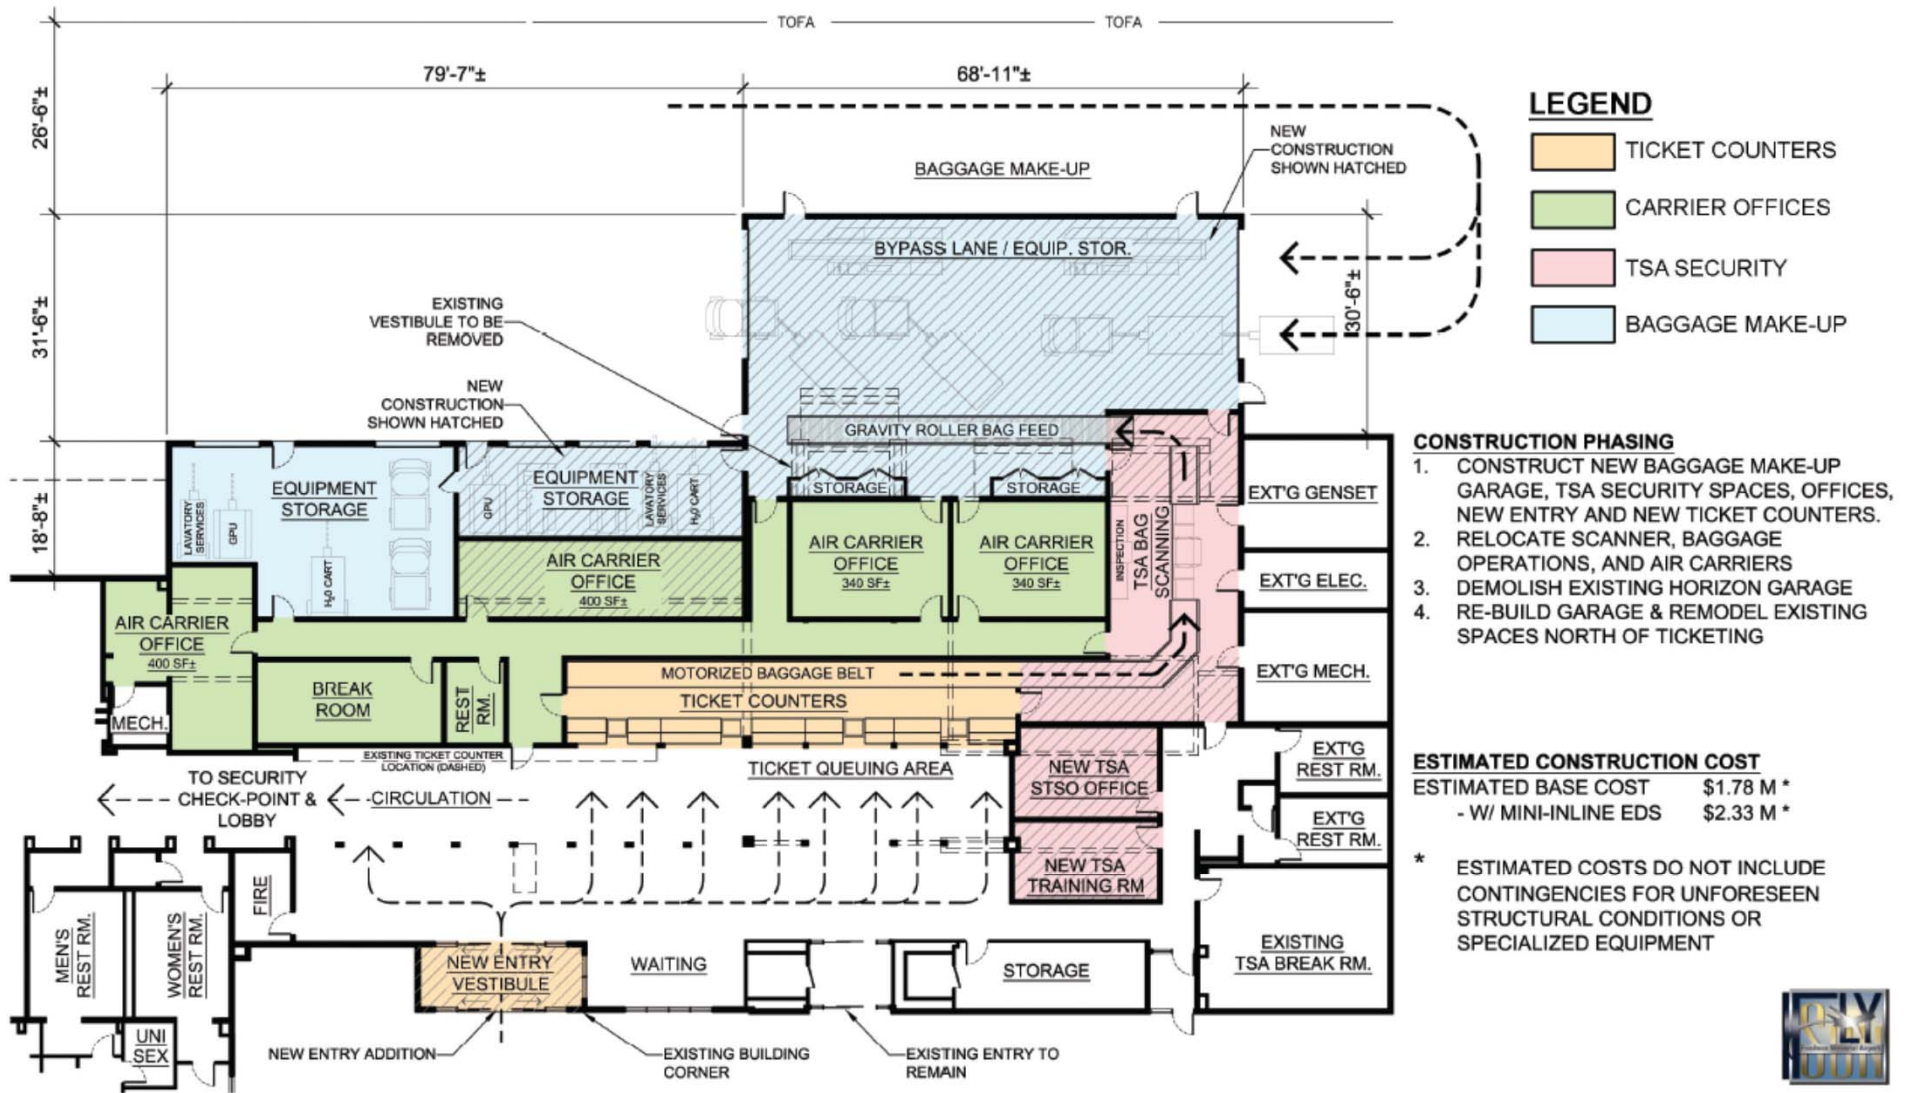 TOFA
TOFA
79'-7"±
68'-11"±
26'-6"±
31'-6"±
18'-8"±
30'-6"±
BAGGAGE MAKE-UP
NEW
CONSTRUCTION
SHOWN HATCHED
BYPASS LANE / EQUIP. STOR.
EXISTING
VESTIBULE TO BE
REMOVED
NEW
CONSTRUCTION
SHOWN HATCHED
GRAVITY ROLLER BAG FEED
STORAGE
STORAGE
EQUIPMENT
STORAGE
LAVATORY
SERVICES
GPU
H20 CART
EQUIPMENT
STORAGE
GPU
LAVATORY
SERVICES
H20 CART
AIR CARRIER
OFFICE
400 SF±
AIR CARRIER
OFFICE
340 SF±
AIR CARRIER
OFFICE
340 SF±
INSPECTION
TSA BAG
SCANNING
EXT'G GENSET
EXT'G ELEC.
EXT'G MECH.
AIR CARRIER
OFFICE
400 SF±
MECH.
BREAK
ROOM
REST
RM.
MOTORIZED BAGGAGE BELT
TICKET COUNTERS
EXISTING TICKET COUNTER
LOCATION (DASHED)
TICKET QUEUING AREA
TO SECURITY
CHECK-POINT &
LOBBY
CIRCULATION
NEW TSA
STSO OFFICE
NEW TSA
TRAINING RM
EXT'G
REST RM.
EXT'G
REST RM.
EXISTING
TSA BREAK RM.
FIRE
MEN'S
REST RM.
WOMEN'S
REST RM.
UNI
SEX
NEW ENTRY
VESTIBULE
WAITING
STORAGE
NEW ENTRY ADDITION
EXISTING BUILDING
CORNER
EXISTING ENTRY TO
REMAIN
LEGEND
TICKET COUNTERS
CARRIER OFFICES
TSA SECURITY
BAGGAGE MAKE-UP
CONSTRUCTION PHASING
1. CONSTRUCT NEW BAGGAGE MAKE-UP
GARAGE, TSA SECURITY SPACES, OFFICES,
NEW ENTRY AND NEW TICKET COUNTERS.
2. RELOCATE SCANNER, BAGGAGE
OPERATIONS, AND AIR CARRIERS
3. DEMOLISH EXISTING HORIZON GARAGE
4. RE-BUILD GARAGE & REMODEL EXISTING
SPACES NORTH OF TICKETING
ESTIMATED CONSTRUCTION COST
ESTIMATED BASE COST $1.78 M *
- W/ MINI-INLINE EDS $2.33 M *
* ESTIMATED COSTS DO NOT INCLUDE
CONTINGENCIES FOR UNFORESEEN
STRUCTURAL CONDITIONS OR
SPECIALIZED EQUIPMENT
FLY